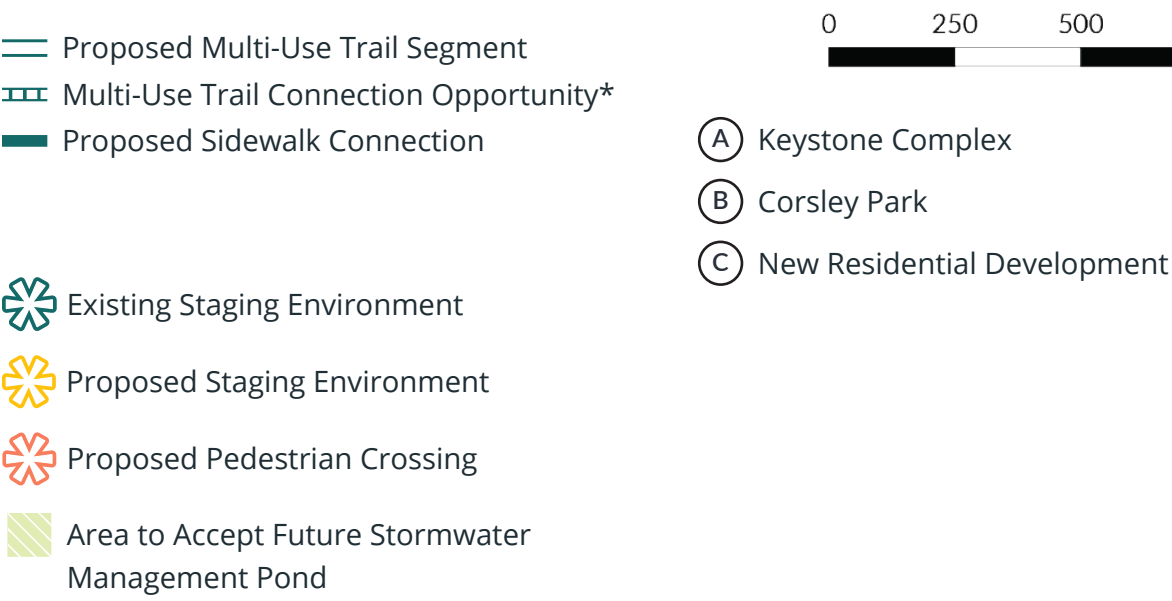 Proposed Multi-Use Trail Segment
Multi-Use Trail Connection Opportunity*
Proposed Sidewalk Connection
Existing Staging Environment
Proposed Staging Environment
Proposed Pedestrian Crossing
Area to Accept Future Stormwater
Management Pond
0 250 500
A Keystone Complex
B Corsley Park
C New Residential Development